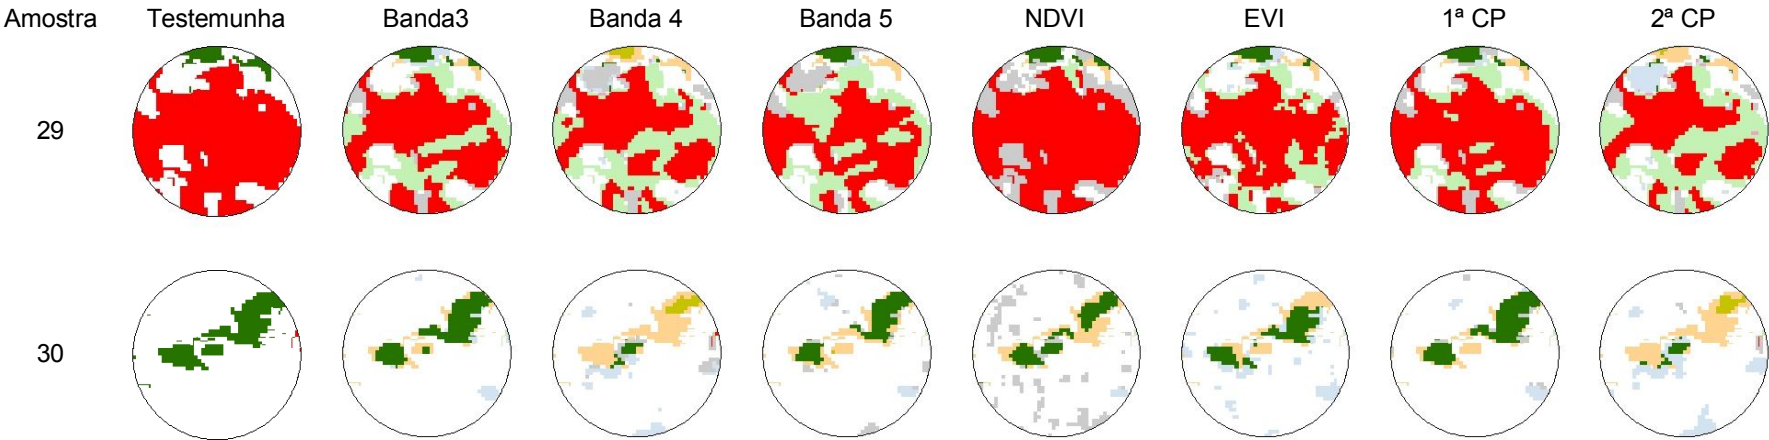 Amostra Testemunha Banda3 Banda 4 Banda 5 NDVI EVI 1ª CP 2ª CP
29
30